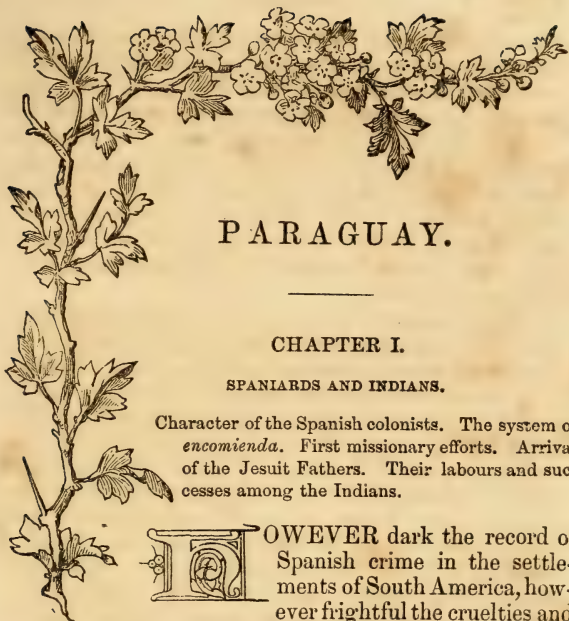 PARAGUAY.
CHAPTER I.
SPANIARDS AND INDIANS.
Character of the Spanish colonists. The system o
encomienda. First missionary efforts. Arriva
of the Jesuit Fathers. Their labours and suc
cesses among the Indians.
HOWEVER dark the record o
Spanish crime in the settle-
ments of South America, how-
ever frightful the cruelties and